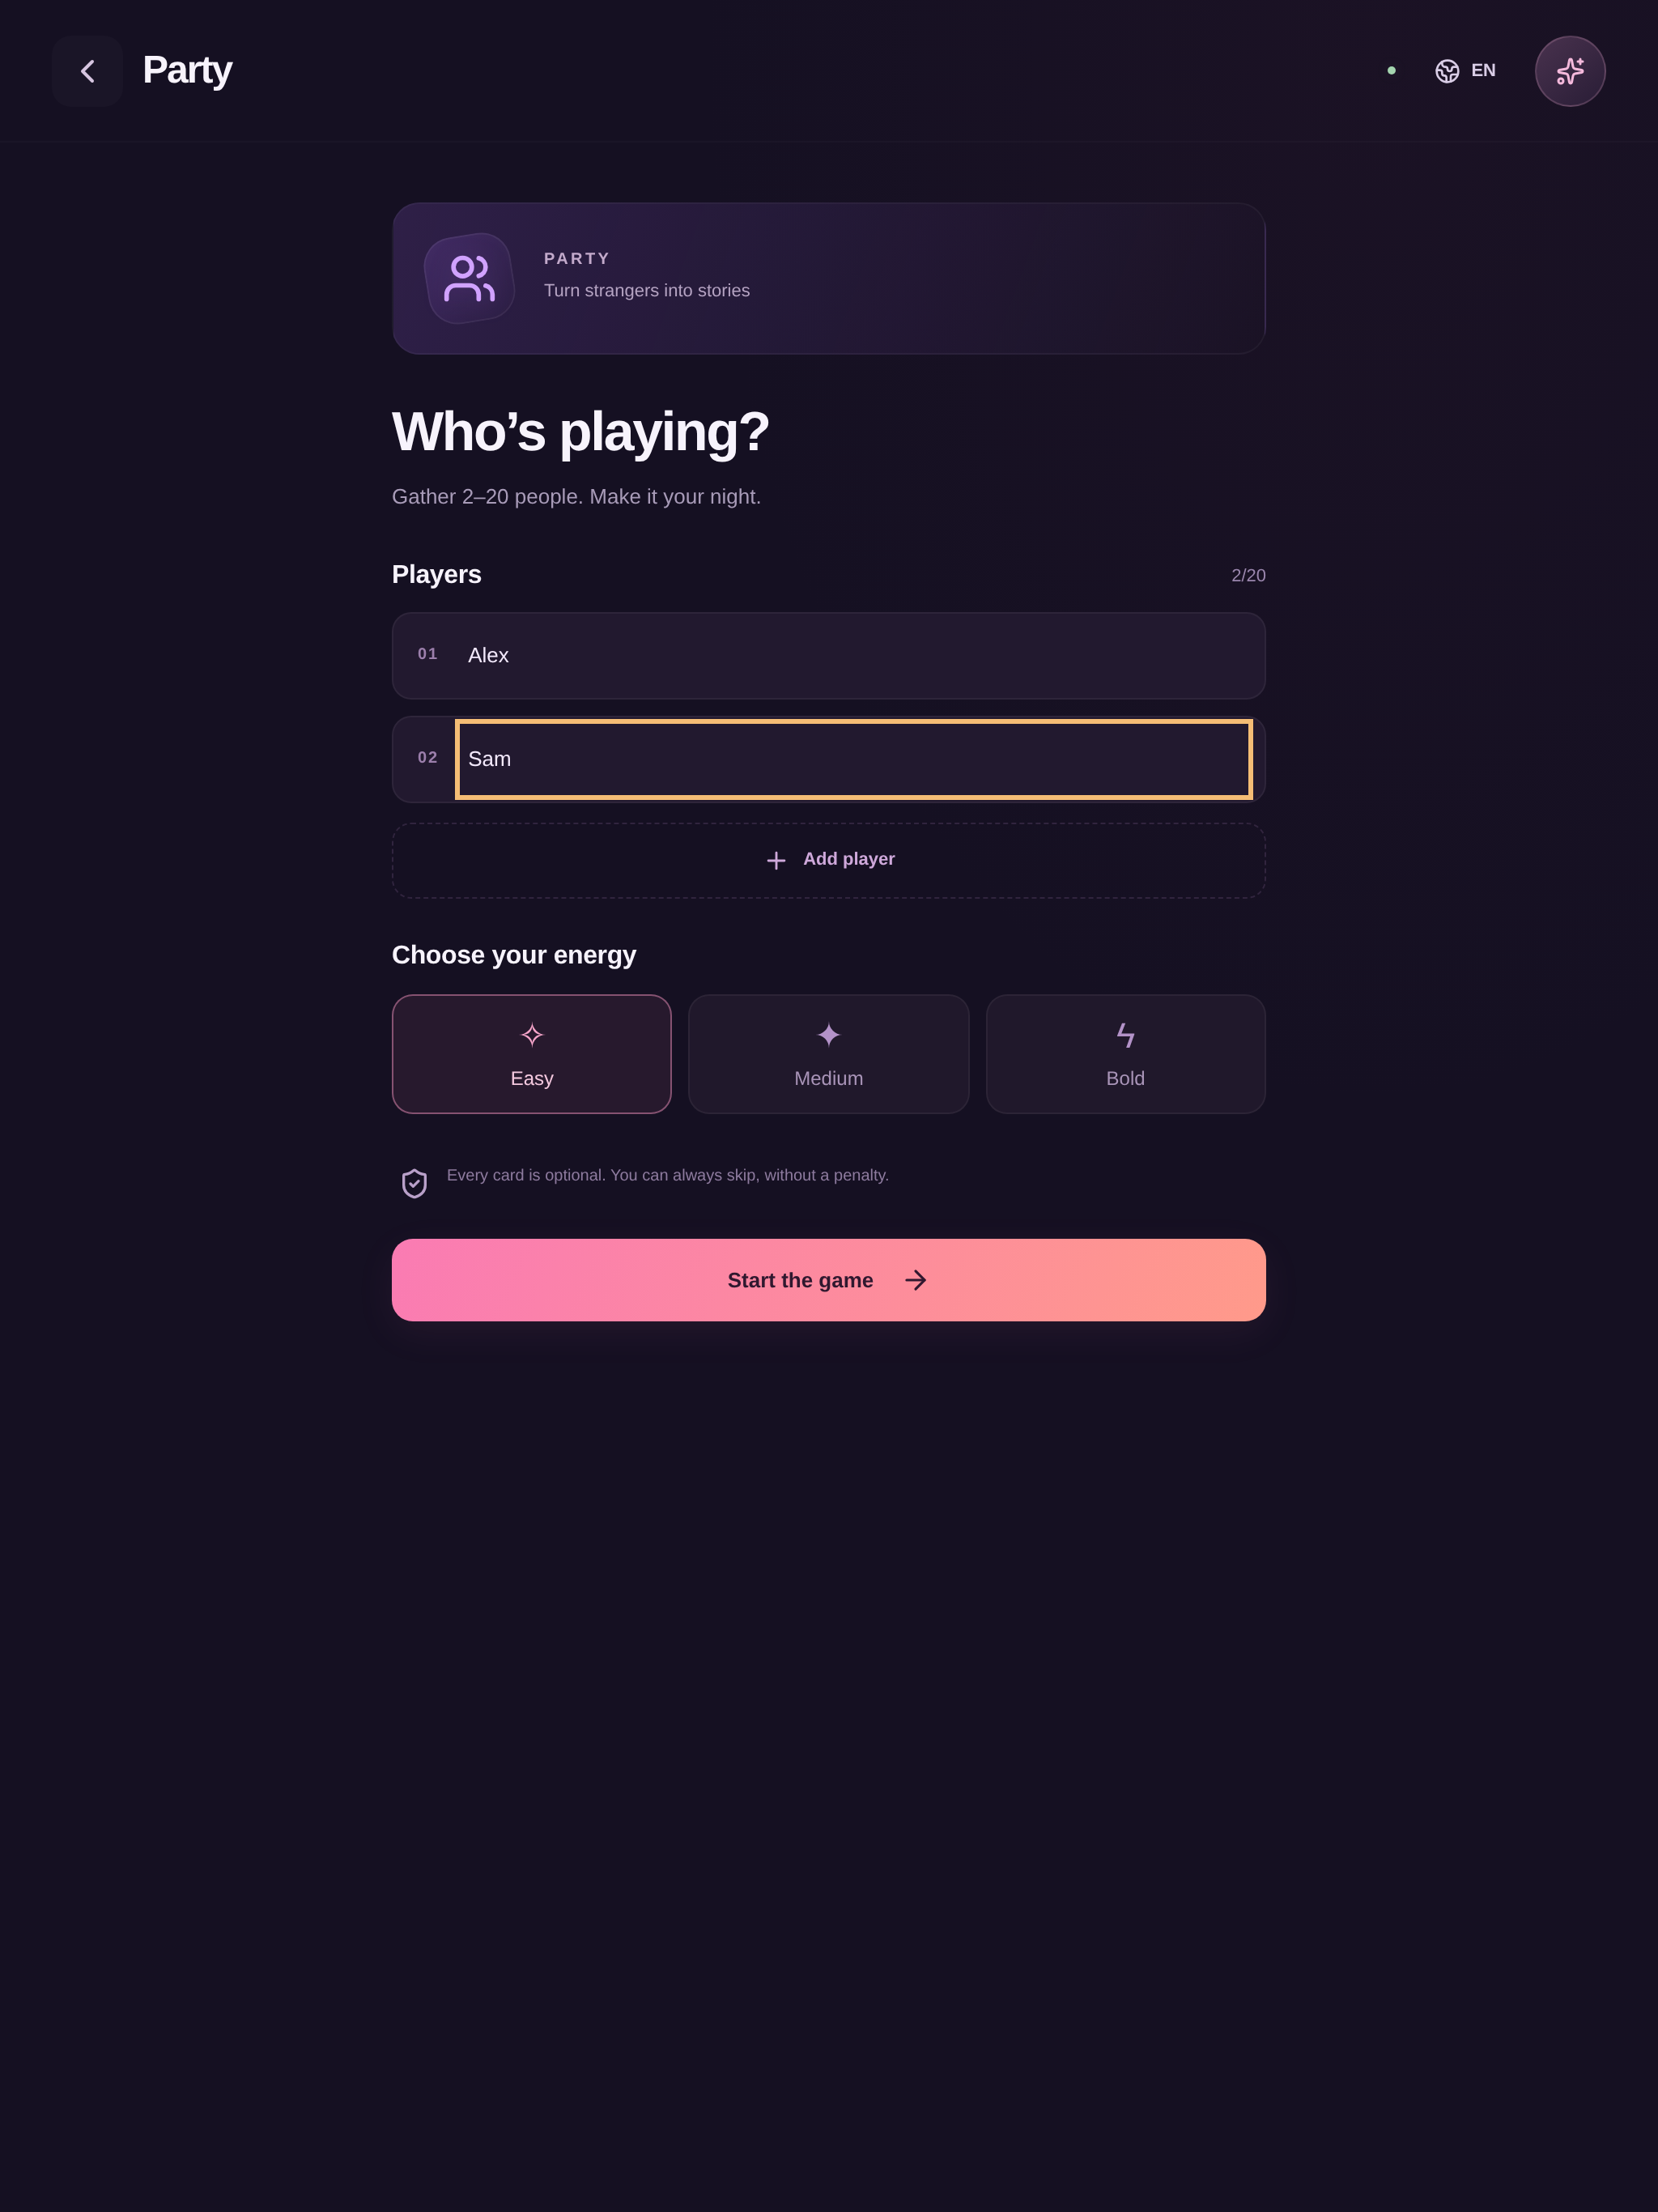 Party
EN
PARTY
Turn strangers into stories
Who’s playing?
Gather 2–20 people. Make it your night.
Players
2/20
01 Alex
02 Sam
Add player
Choose your energy
Easy
Medium
Bold
Every card is optional. You can always skip, without a penalty.
Start the game